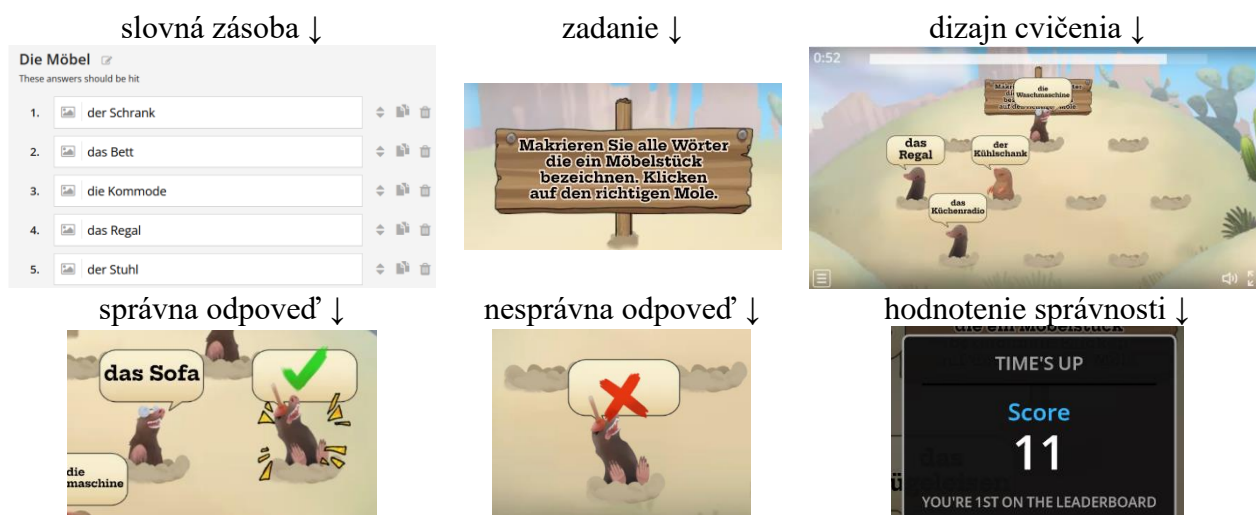 slovná zásoba ↓
zadanie ↓
dizajn cvičenia ↓
Die Möbel
These answers should be hit
1. der Schrank
2. das Bett
3. die Kommode
4. das Regal
5. der Stuhl
Makrieren Sie alle Wörter
die ein Möbelstück
bezeichnen. Klicken
auf den richtigen Mole.
0:52
die
Waschmaschine
das
Regal
der
Kühlschank
das
Küchenradio
správna odpoveď ↓
nesprávna odpoveď ↓
hodnotenie správnosti ↓
das Sofa
die
maschine
die ein Möbelstück
TIME'S UP
Score
11
das
YOU'RE 1ST ON THE LEADERBOARD